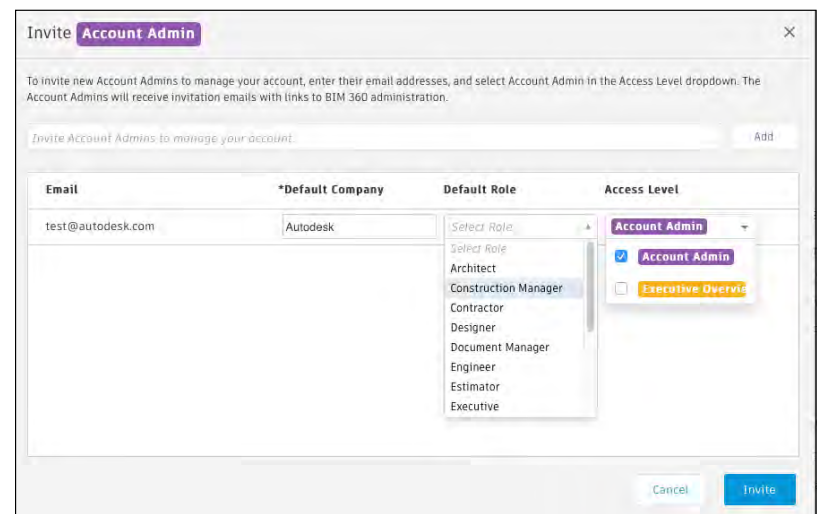 Invite Account Admin
To invite new Account Admins to manage your account, enter their email addresses, and select Account Admin in the Access Level dropdown. The
Account Admins will receive invitation emails with links to BIM 360 administration.
Invite Account Admins to manage your account
Add
Email *Default Company Default Role Access Level
test@autodesk.com Autodesk Select Role Account Admin
Select Role
Account Admin
Architect
Construction Manager
Executive Overvie
Contractor
Designer
Document Manager
Engineer
Estimator
Executive
Cancel Invite